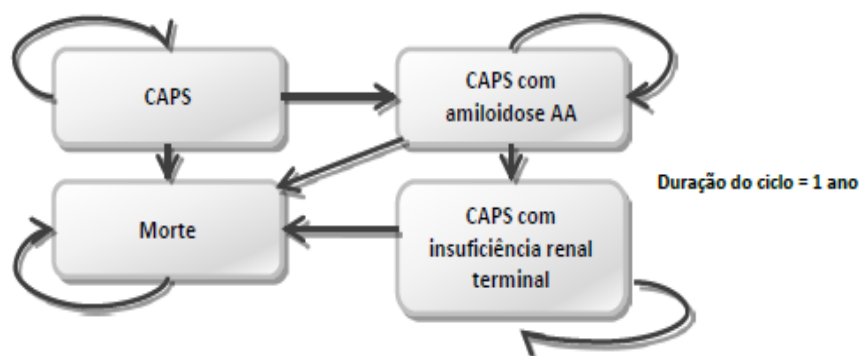 CAPS
CAPS com
amiloidose AA
Duração do ciclo = 1 ano
Morte
CAPS com
insuficiência renal
terminal